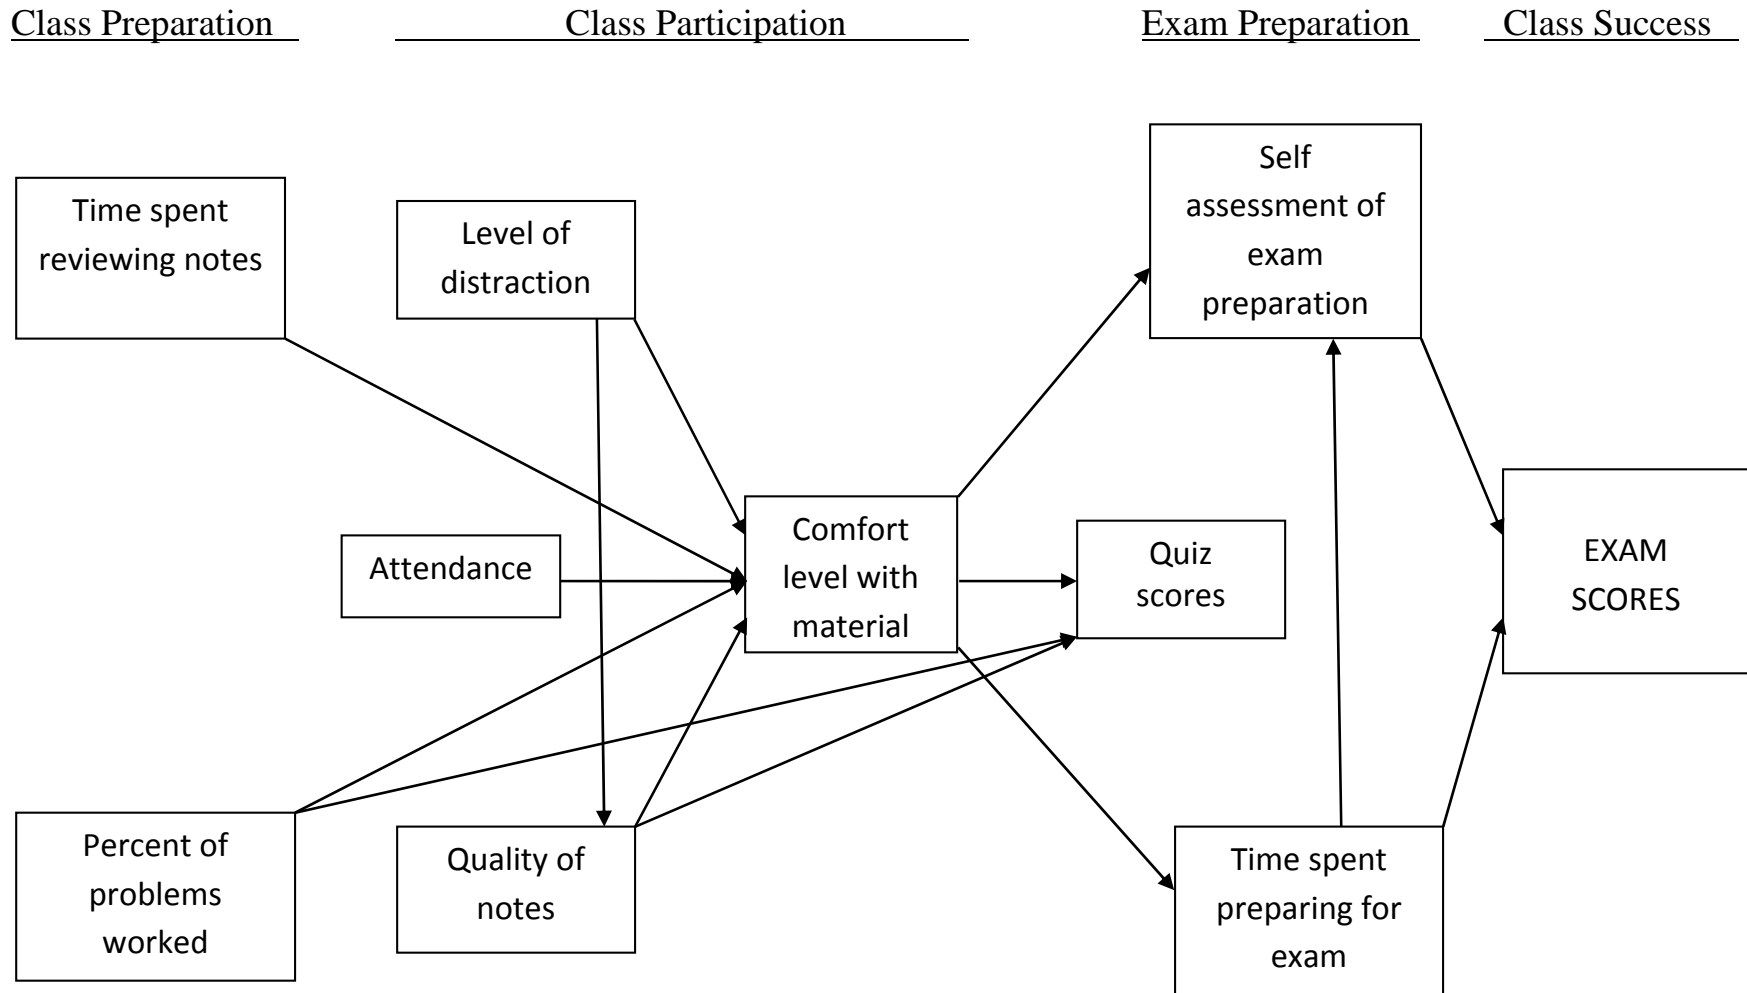 Class Preparation
Class Participation
Exam Preparation
Class Success
Self
assessment of
exam
preparation
Time spent
reviewing notes
Level of
distraction
Attendance
Comfort
level with
material
Quiz
scores
EXAM
SCORES
Percent of
problems
worked
Quality of
notes
Time spent
preparing for
exam